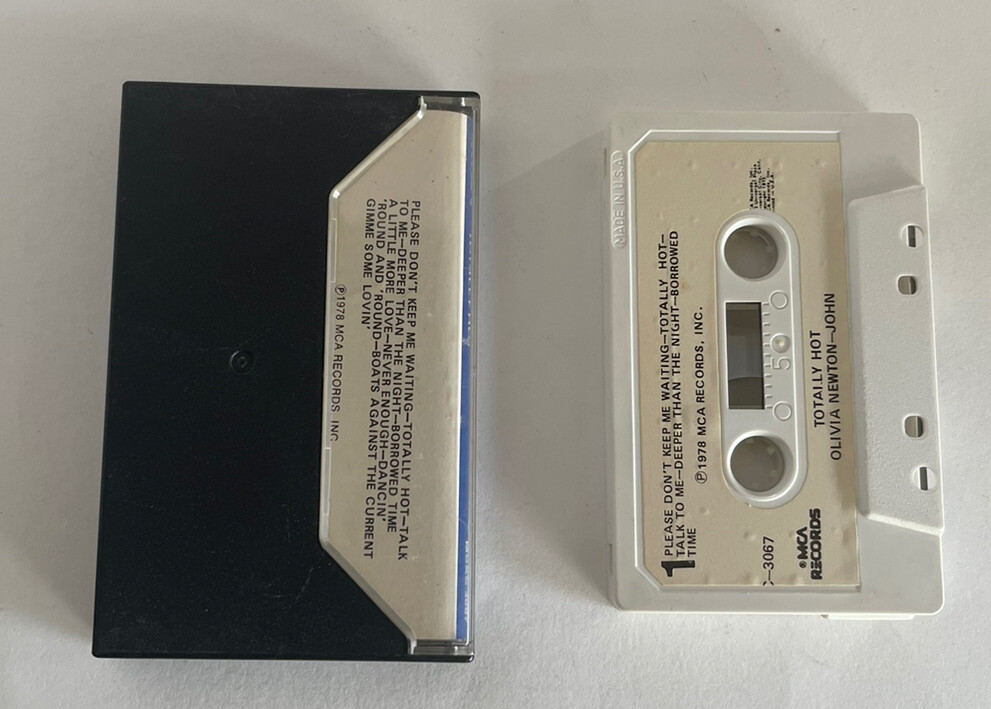 PLEASE DON'T KEEP ME WAITING—TOTALLY HOT—TALK
TO ME—DEEPER THAN THE NIGHT—BORROWED TIME
A LITTLE MORE LOVE—NEVER ENOUGH—DANCIN'
'ROUND AND 'ROUND—BOATS AGAINST THE CURRENT
GIMME SOME LOVIN'
Ⓟ1978 MCA RECORDS, INC.
MADE IN U.S.A.
1 PLEASE DON'T KEEP ME WAITING—TOTALLY HOT—
TALK TO ME—DEEPER THAN THE NIGHT—BORROWED
TIME
Ⓟ1978 MCA RECORDS, INC.
–3067
0 50
MCA
RECORDS
TOTALLY HOT
OLIVIA NEWTON—JOHN